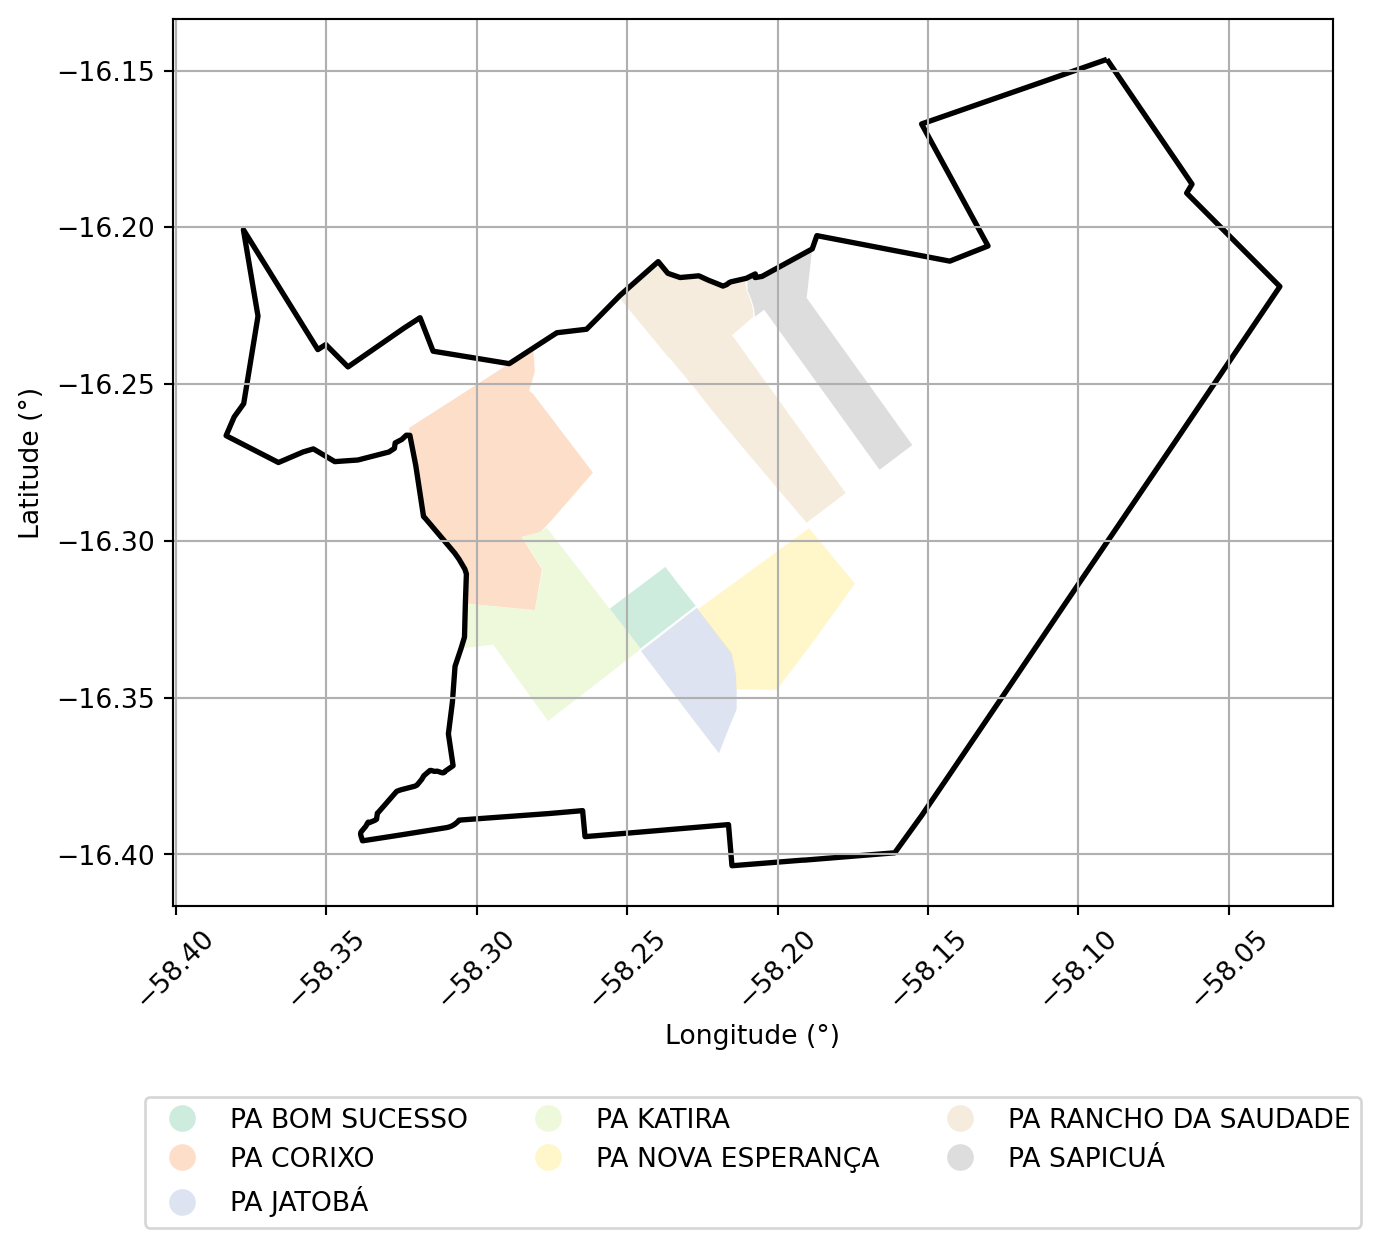 −16.15
−16.20
−16.25
−16.30
−16.35
−16.40
Latitude (°)
−58.40
−58.35
−58.30
−58.25
−58.20
−58.15
−58.10
−58.05
Longitude (°)
PA BOM SUCESSO
PA CORIXO
PA JATOBÁ
PA KATIRA
PA NOVA ESPERANÇA
PA RANCHO DA SAUDADE
PA SAPICUÁ